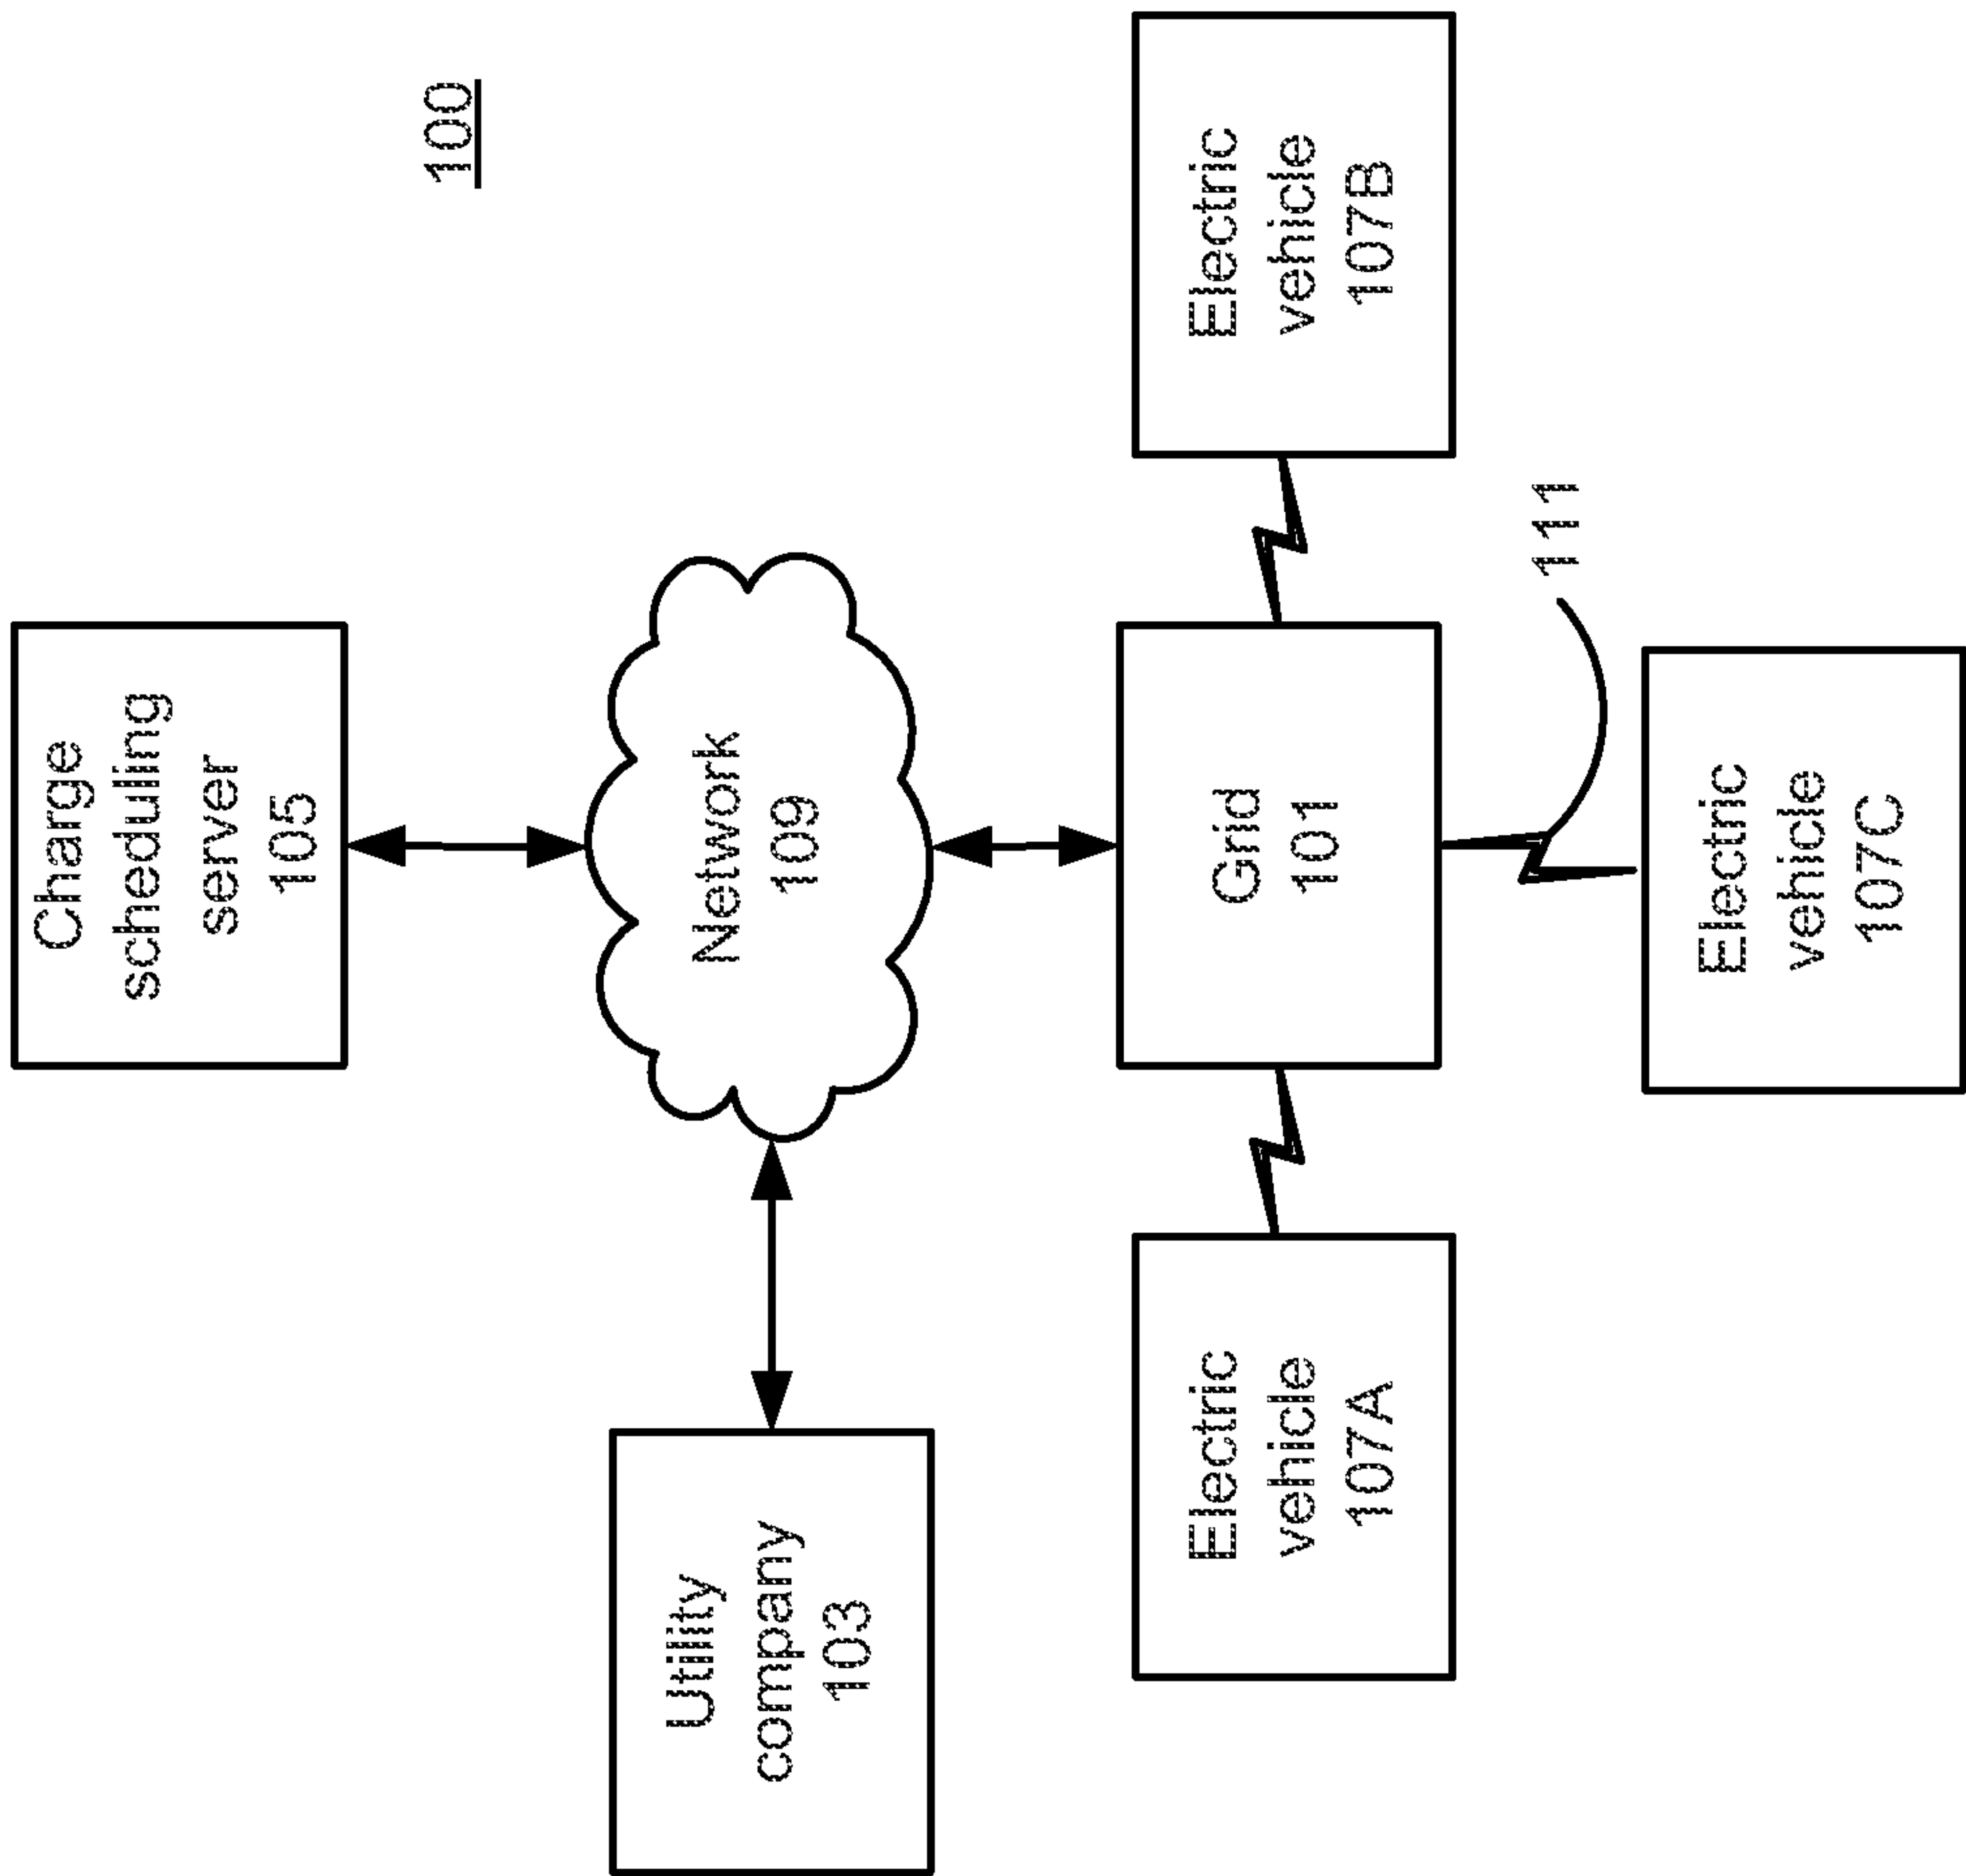 100
Charge
scheduling
server
105
Utility
company
103
Network
109
Grid
101
Electric
vehicle
107A
Electric
vehicle
107B
111
Electric
vehicle
107C